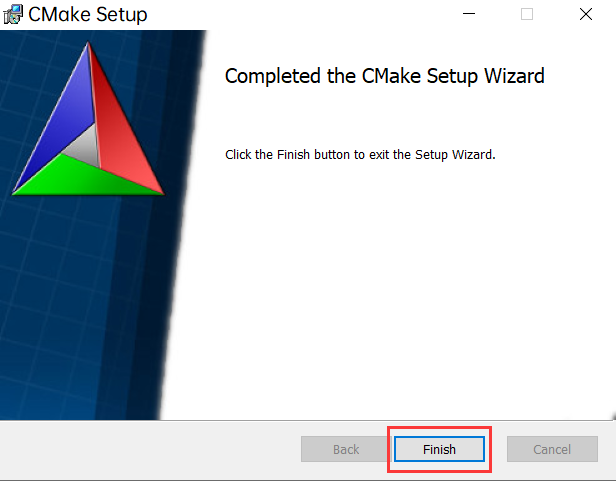 CMake Setup
Completed the CMake Setup Wizard
Click the Finish button to exit the Setup Wizard.
Back
Finish
Cancel